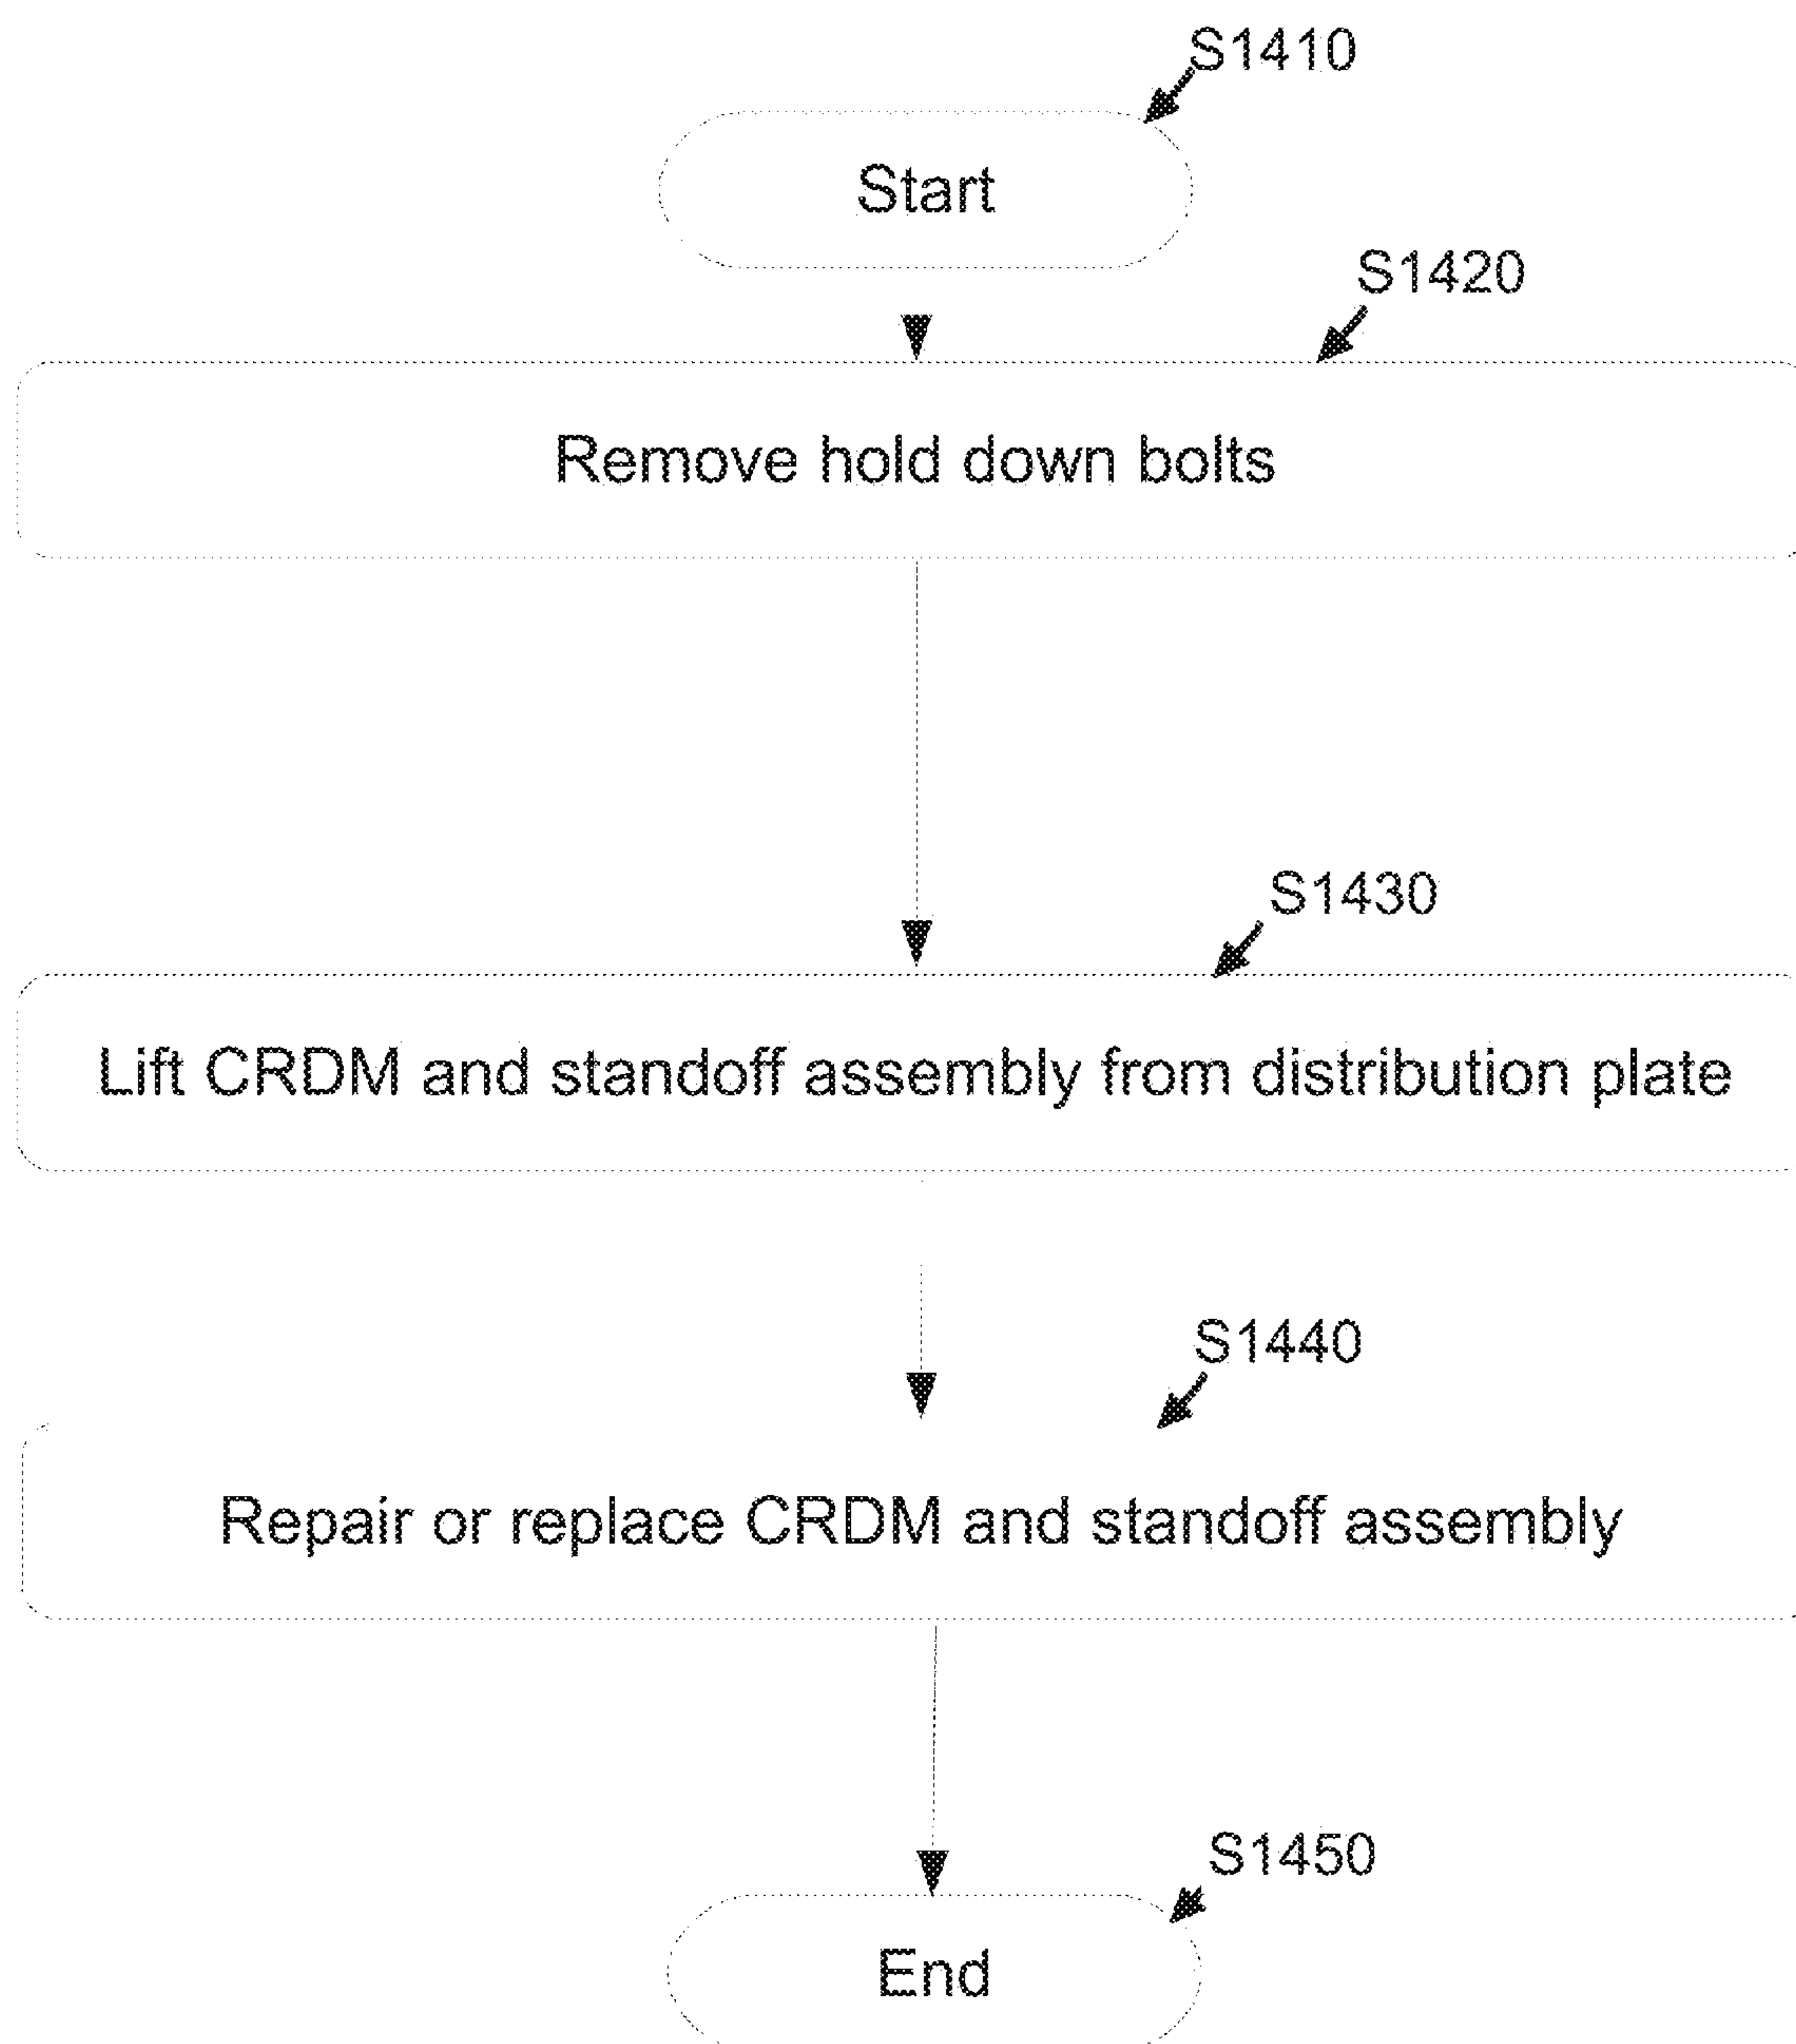 S1410
Start
S1420
Remove hold down bolts
S1430
Lift CRDM and standoff assembly from distribution plate
S1440
Repair or replace CRDM and standoff assembly
S1450
End